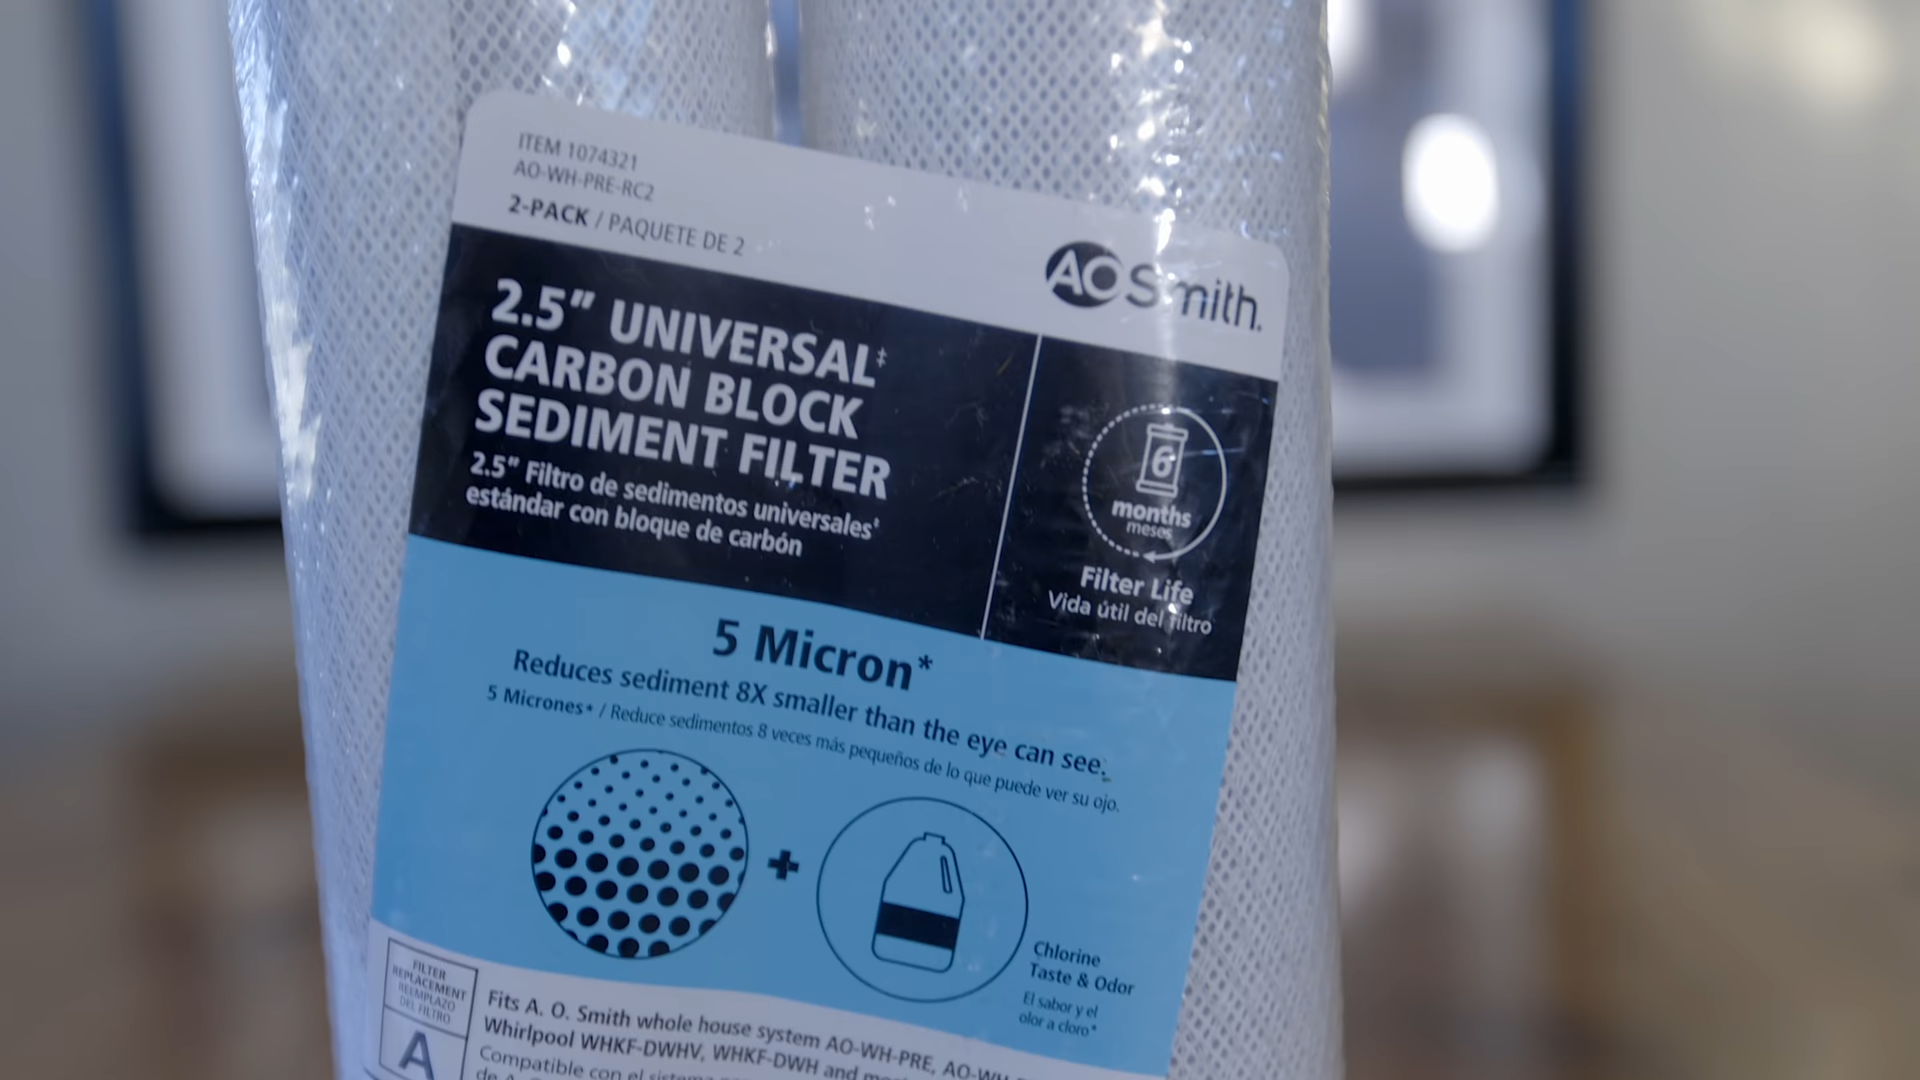 ITEM 1074321
AO-WH-PRE-RC2
2-PACK / PAQUETE DE 2
AOSmith.
2.5" UNIVERSAL‡
CARBON BLOCK
SEDIMENT FILTER
2.5" Filtro de sedimentos universales‡
estándar con bloque de carbón
6
months
meses
Filter Life
Vida útil del filtro
5 Micron*
Reduces sediment 8X smaller than the eye can see.
5 Micrones* / Reduce sedimentos 8 veces más pequeños de lo que puede ver su ojo.
Chlorine
Taste & Odor
El sabor y el
olor a cloro*
FILTER
REPLACEMENT
REEMPLAZO
DEL FILTRO
A
Fits A. O. Smith whole house system AO-WH-PRE,
Whirlpool WHKF-DWHV, WHKF-DWH and
Compatible con el sistema